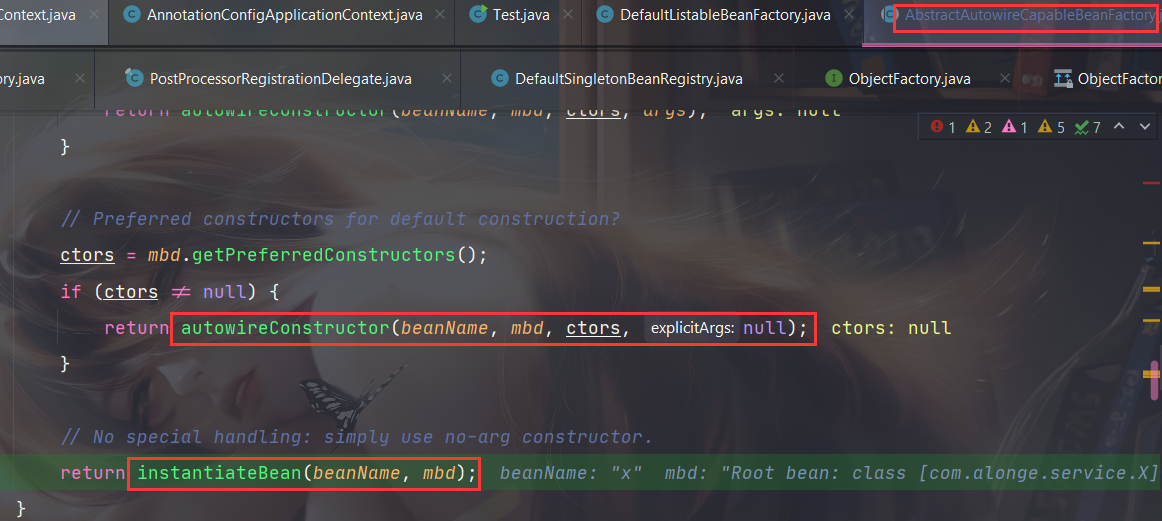 Context.java AnnotationConfigApplicationContext.java Test.java DefaultListableBeanFactory.java AbstractAutowireCapableBeanFactory
ry.java PostProcessorRegistrationDelegate.java DefaultSingletonBeanRegistry.java ObjectFactory.java ObjectFactor
return autowireConstructor(beanName, mbd, ctors, args); args: null
1 2 1 5 7
}
// Preferred constructors for default construction?
ctors = mbd.getPreferredConstructors();
if (ctors ≠ null) {
return autowireConstructor(beanName, mbd, ctors, explicitArgs: null); ctors: null
}
// No special handling: simply use no-arg constructor.
return instantiateBean(beanName, mbd); beanName: "x" mbd: "Root bean: class [com.alonge.service.X]
}